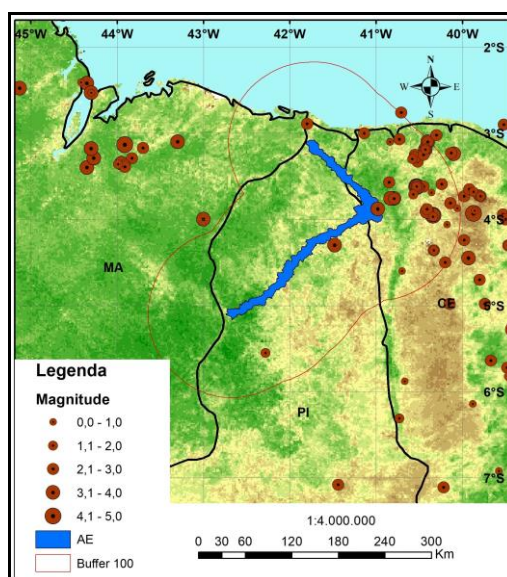 45°W 44°W 43°W 42°W 41°W 40°W
2°S
N
W E
S
3°S
4°S
MA
CE
5°S
Legenda
Magnitude
0,0 - 1,0
1,1 - 2,0
2,1 - 3,0
3,1 - 4,0
4,1 - 5,0
AE
Buffer 100
6°S
PI
7°S
1:4.000.000
0 30 60 120 180 240 300
Km